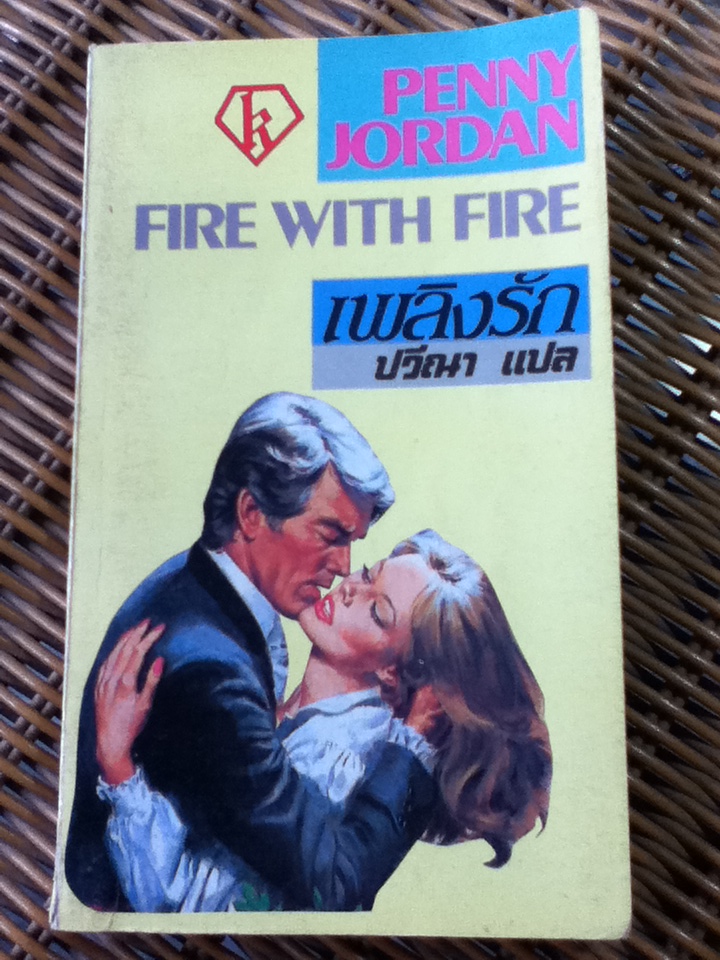 k
PENNY
JORDAN
FIRE WITH FIRE
เพลิงรัก
ปวีณา แปล